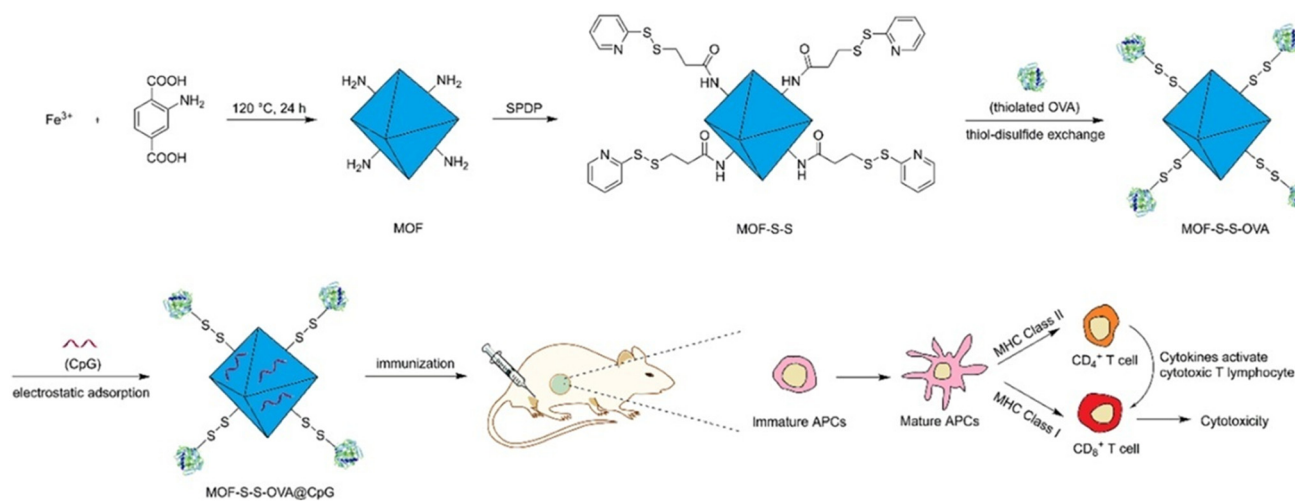 Fe3+
+
COOH
NH2
COOH
120 °C, 24 h
H2N
NH2
H2N
NH2
MOF
SPDP
N
S
S
O
HN
O
NH
S
S
N
N
S
S
O
NH
O
HN
S
S
N
MOF-S-S
(thiolated OVA)
thiol-disulfide exchange
S-S
S-S
S-S
S-S
MOF-S-S-OVA
(CpG)
electrostatic adsorption
S-S
S-S
S-S
S-S
MOF-S-S-OVA@CpG
immunization
Immature APCs
Mature APCs
MHC Class II
MHC Class I
CD4+ T cell
CD8+ T cell
Cytokines activate
cytotoxic T lymphocyte
Cytotoxicity